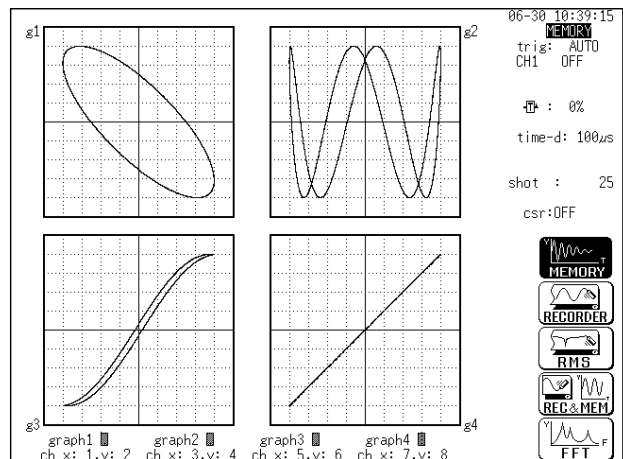 06-30 10:39:15
MEMORY
trig: AUTO
CH1 OFF
T : 0%
time-d: 100µs
shot : 25
csr:OFF
g1
g2
g3
g4
MEMORY
RECORDER
RMS
REC&MEM
FFT
graph1 graph2 graph3 graph4
ch x: 1,y: 2 ch x: 3,y: 4 ch x: 5,y: 6 ch x: 7,y: 8